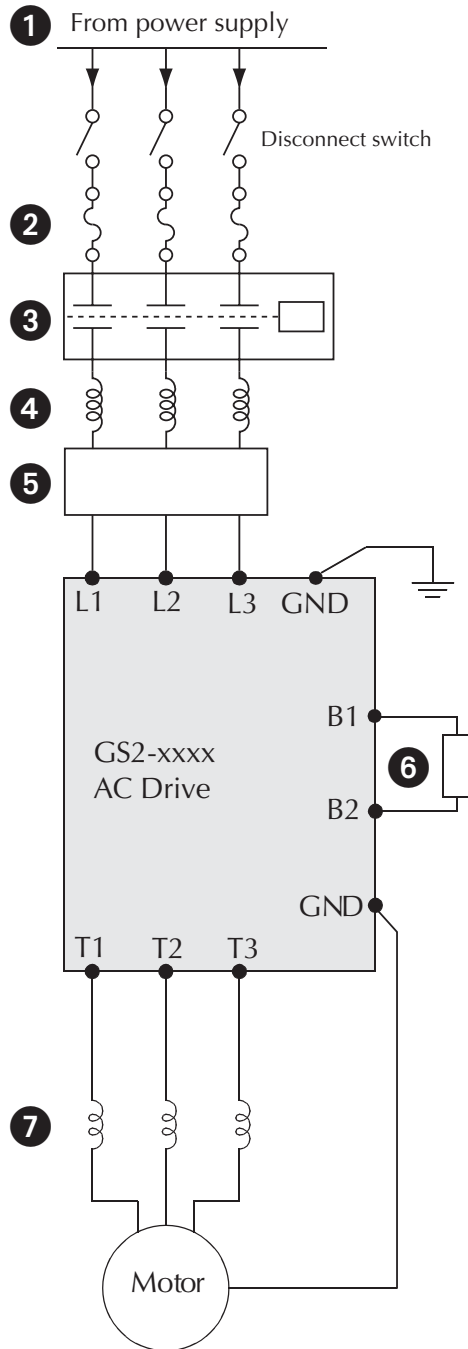 1 From power supply
Disconnect switch
2
3
4
5
L1 L2 L3 GND
B1
GS2-xxxx
AC Drive
6
B2
GND
T1 T2 T3
7
Motor